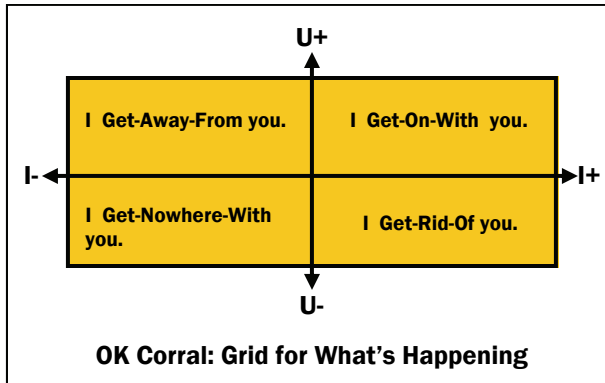 U+
I Get-Away-From you.
I Get-On-With you.
I-
I+
I Get-Nowhere-With
you.
I Get-Rid-Of you.
U-
OK Corral: Grid for What's Happening